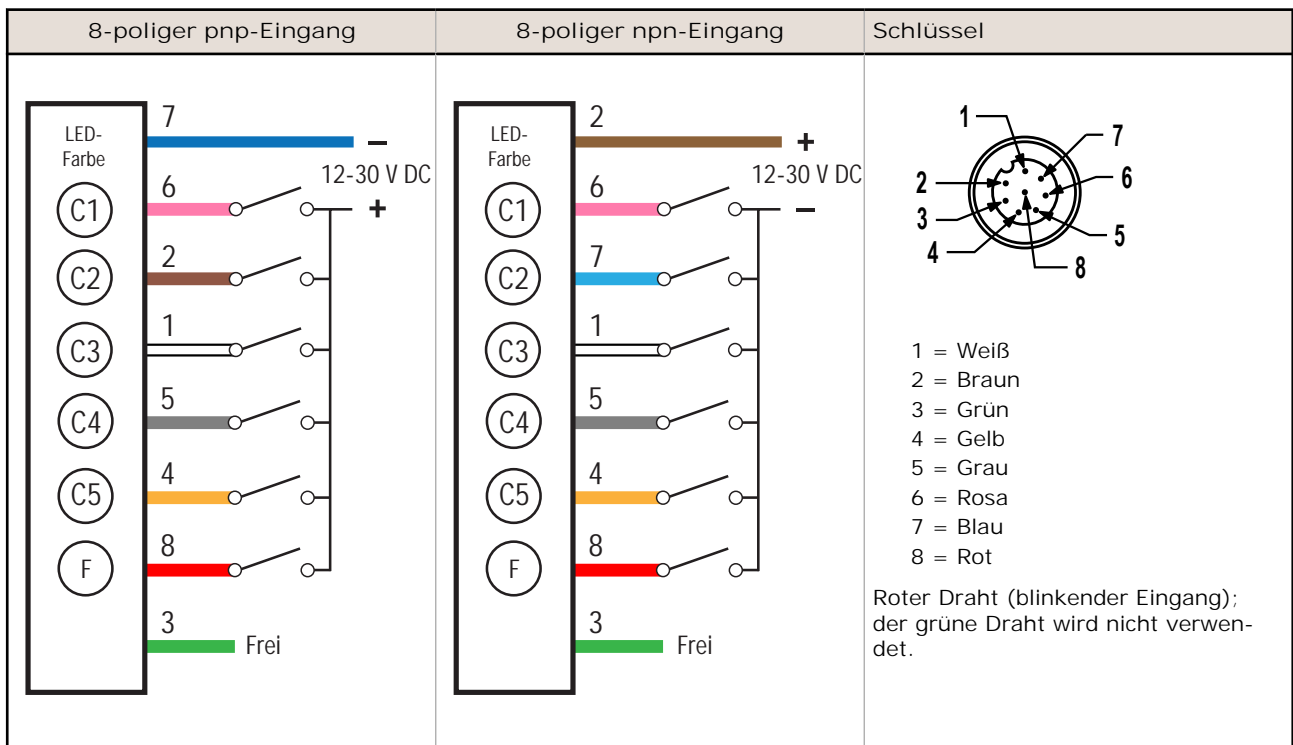 8-poliger pnp-Eingang
8-poliger npn-Eingang
Schlüssel
LED-
Farbe
7
–
12-30 V DC
C1
6
+
C2
2
C3
1
C4
5
C5
4
F
8
3
Frei
LED-
Farbe
2
+
12-30 V DC
C1
6
–
C2
7
C3
1
C4
5
C5
4
F
8
3
Frei
1
7
2
6
3
5
4
8
1 = Weiß
2 = Braun
3 = Grün
4 = Gelb
5 = Grau
6 = Rosa
7 = Blau
8 = Rot
Roter Draht (blinkender Eingang);
der grüne Draht wird nicht verwen-
det.